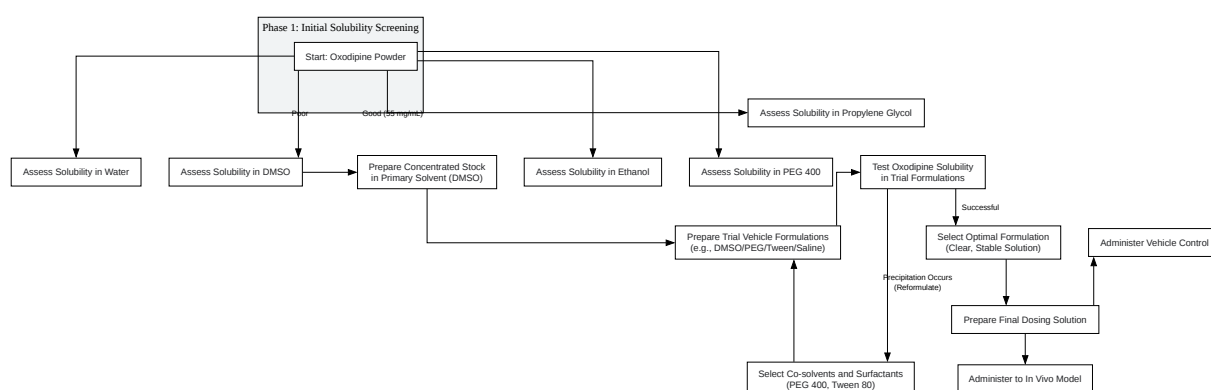 Phase 1: Initial Solubility Screening
Start: Oxodipine Powder
Poor
Good (55 mg/mL)
Assess Solubility in Propylene Glycol
Assess Solubility in Water
Assess Solubility in DMSO
Prepare Concentrated Stock
in Primary Solvent (DMSO)
Assess Solubility in Ethanol
Assess Solubility in PEG 400
Test Oxodipine Solubility
in Trial Formulations
Successful
Prepare Trial Vehicle Formulations
(e.g., DMSO/PEG/Tween/Saline)
Select Optimal Formulation
(Clear, Stable Solution)
Administer Vehicle Control
Precipitation Occurs
(Reformulate)
Prepare Final Dosing Solution
Select Co-solvents and Surfactants
(PEG 400, Tween 80)
Administer to In Vivo Model